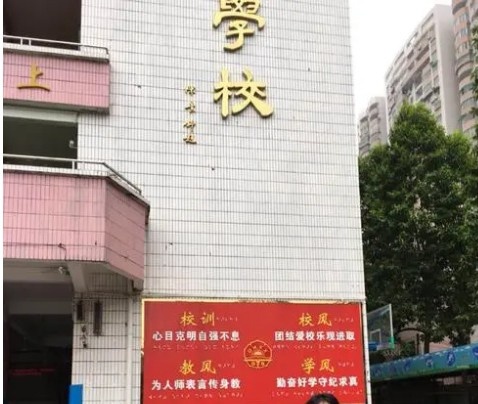 學校
上
校训
心目克明自强不息
校风
团结爱校乐观进取
教风
为人师表言传身教
学风
勤奋好学守纪求真